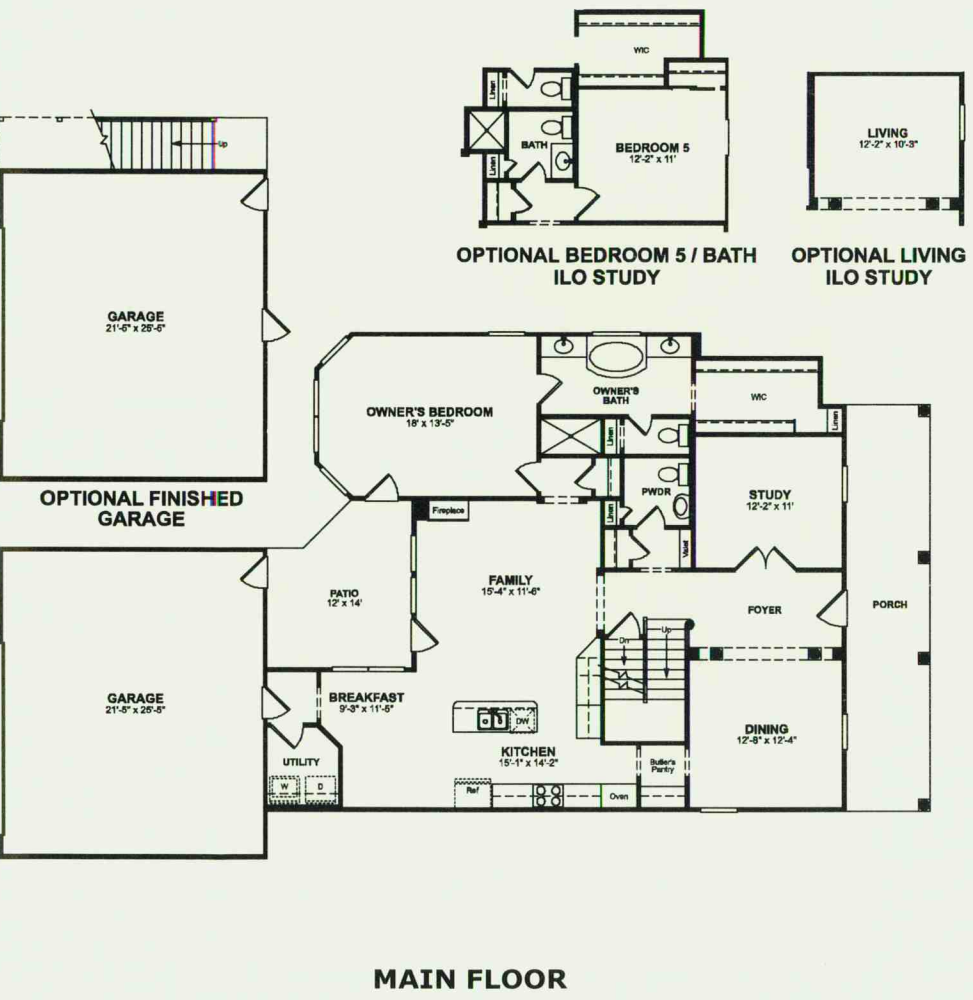 WIC
Linen
BATH
Linen
BEDROOM 5
12'-2" x 11'
LIVING
12'-2" x 10'-3"
OPTIONAL BEDROOM 5 / BATH
ILO STUDY
OPTIONAL LIVING
ILO STUDY
Up
GARAGE
21'-5" x 25'-5"
OPTIONAL FINISHED
GARAGE
OWNER'S BEDROOM
18' x 13'-5"
OWNER'S
BATH
WIC
Linen
Linen
PWDR
Linen
Valet
STUDY
12'-2" x 11'
Fireplace
FAMILY
15'-4" x 11'-6"
PATIO
12' x 14'
FOYER
PORCH
Dn
Up
GARAGE
21'-5" x 25'-5"
BREAKFAST
9'-3" x 11'-5"
DW
KITCHEN
15'-1" x 14'-2"
DINING
12'-8" x 12'-4"
UTILITY
W
D
Butler's
Pantry
Ref
Oven
MAIN FLOOR